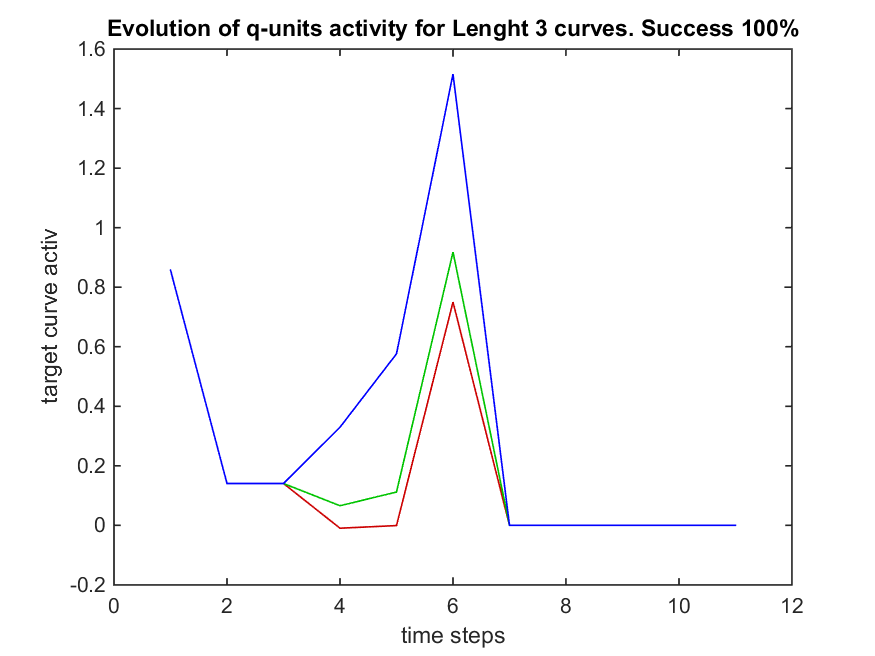 Evolution of q-units activity for Lenght 3 curves. Success 100%
1.6
1.4
1.2
1
0.8
0.6
0.4
0.2
0
-0.2
target curve activ
0 2 4 6 8 10 12
time steps